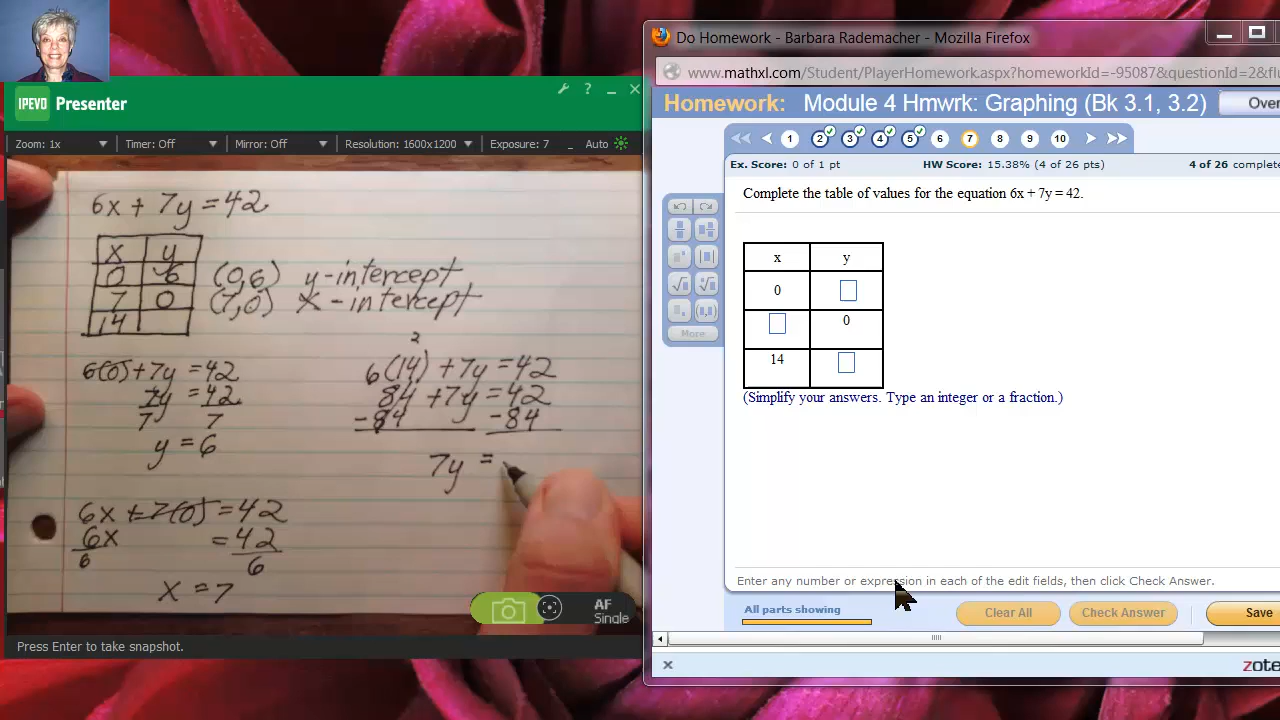 IPEVO Presenter
Zoom: 1x Timer: Off Mirror: Off Resolution: 1600x1200 Exposure: 7 Auto
6x + 7y = 42
x y
0 6 (0,6) y-intercept
7 0 (7,0) x-intercept
14
6(0) + 7y = 42
7y = 42
7 7
y = 6
6x + 7(0) = 42
6x = 42
6 6
x = 7
2
6(14) + 7y = 42
84 + 7y = 42
-84 -84
7y =
AF
Single
Press Enter to take snapshot.
Do Homework - Barbara Rademacher - Mozilla Firefox
www.mathxl.com/Student/PlayerHomework.aspx?homeworkId=-95087&questionId=2&flu
Homework: Module 4 Hmwrk: Graphing (Bk 3.1, 3.2) Over
1 2 3 4 5 6 7 8 9 10
Ex. Score: 0 of 1 pt HW Score: 15.38% (4 of 26 pts) 4 of 26 complete
Complete the table of values for the equation 6x + 7y = 42.
x y
0
0
14
(Simplify your answers. Type an integer or a fraction.)
More
Enter any number or expression in each of the edit fields, then click Check Answer.
All parts showing Clear All Check Answer Save
x zote